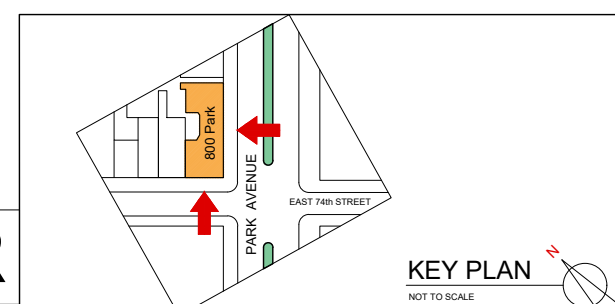 800 Park
PARK AVENUE
EAST 74th STREET
N
KEY PLAN
NOT TO SCALE